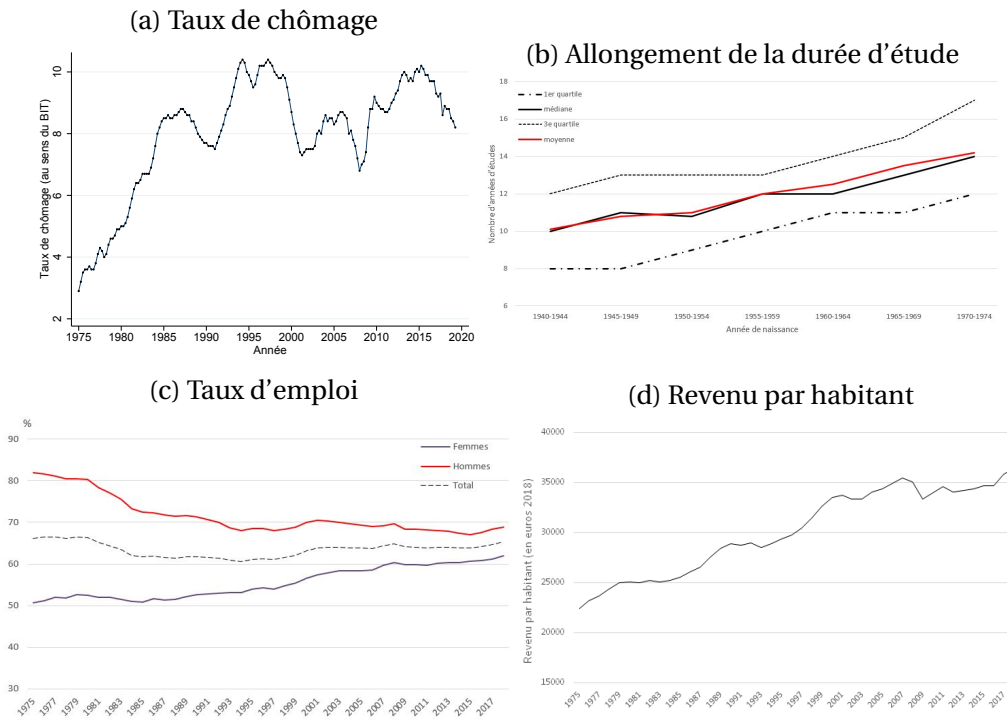 (a) Taux de chômage
Taux de chômage (au sens du BIT)
10
8
6
4
2
1975 1980 1985 1990 1995 2000 2005 2010 2015 2020
Année
(b) Allongement de la durée d'étude
18
16
14
12
10
8
6
1er quartile
médiane
3e quartile
moyenne
Nombre d'années d'études
1940-1944 1945-1949 1950-1954 1955-1959 1960-1964 1965-1969 1970-1974
Année de naissance
(c) Taux d'emploi
%
90
80
70
60
50
40
30
Femmes
Hommes
Total
1975 1977 1979 1981 1983 1985 1987 1989 1991 1993 1995 1997 1999 2001 2003 2005 2007 2009 2011 2013 2015 2017
(d) Revenu par habitant
Revenu par habitant (en euros 2018)
40000
35000
30000
25000
20000
15000
1975 1977 1979 1981 1983 1985 1987 1989 1991 1993 1995 1997 1999 2001 2003 2005 2007 2009 2011 2013 2015 2017